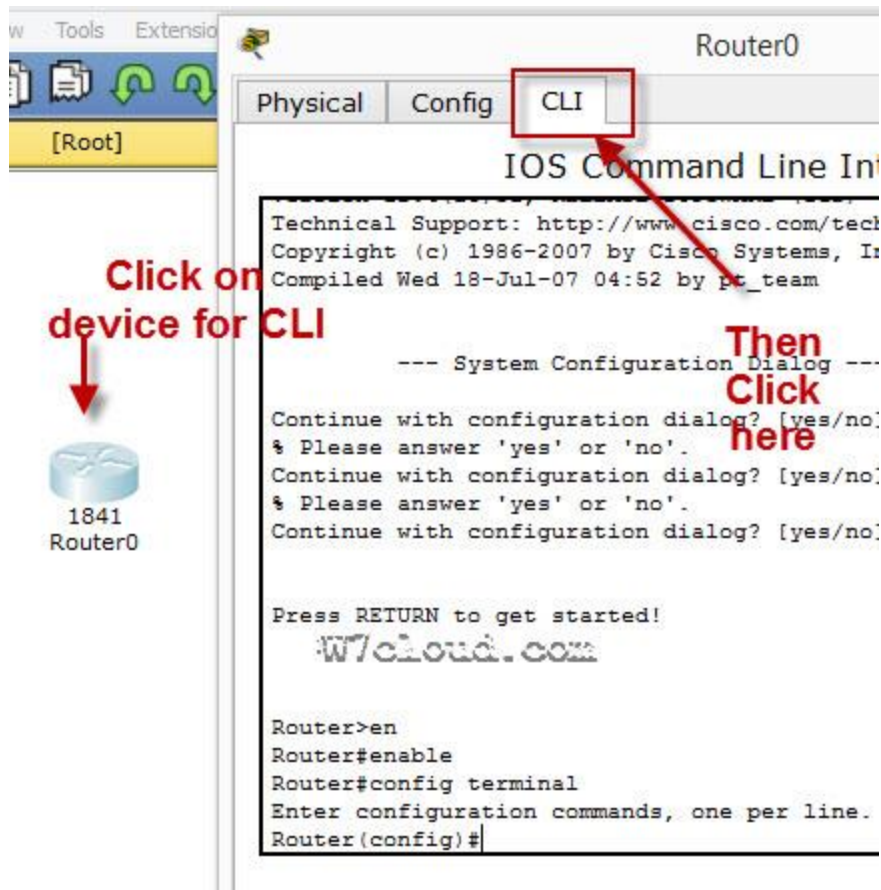 Tools Extensio
[Root]
Click on
device for CLI
1841
Router0
Router0
Physical Config CLI
IOS Command Line Int
Technical Support: http://www.cisco.com/tech
Copyright (c) 1986-2007 by Cisco Systems, In
Compiled Wed 18-Jul-07 04:52 by pt_team
--- System Configuration Dialog ---
Then
Click
here
Continue with configuration dialog? [yes/no]
% Please answer 'yes' or 'no'.
Continue with configuration dialog? [yes/no]
% Please answer 'yes' or 'no'.
Continue with configuration dialog? [yes/no]
Press RETURN to get started!
W7cloud.com
Router>en
Router#enable
Router#config terminal
Enter configuration commands, one per line.
Router(config)#